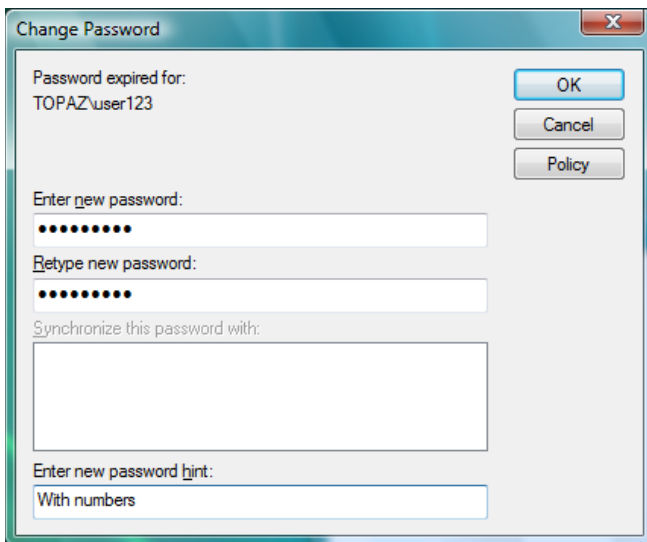 Change Password
Password expired for:
TOPAZ\user123
OK
Cancel
Policy
Enter new password:
•••••••••
Retype new password:
•••••••••
Synchronize this password with:
Enter new password hint:
With numbers